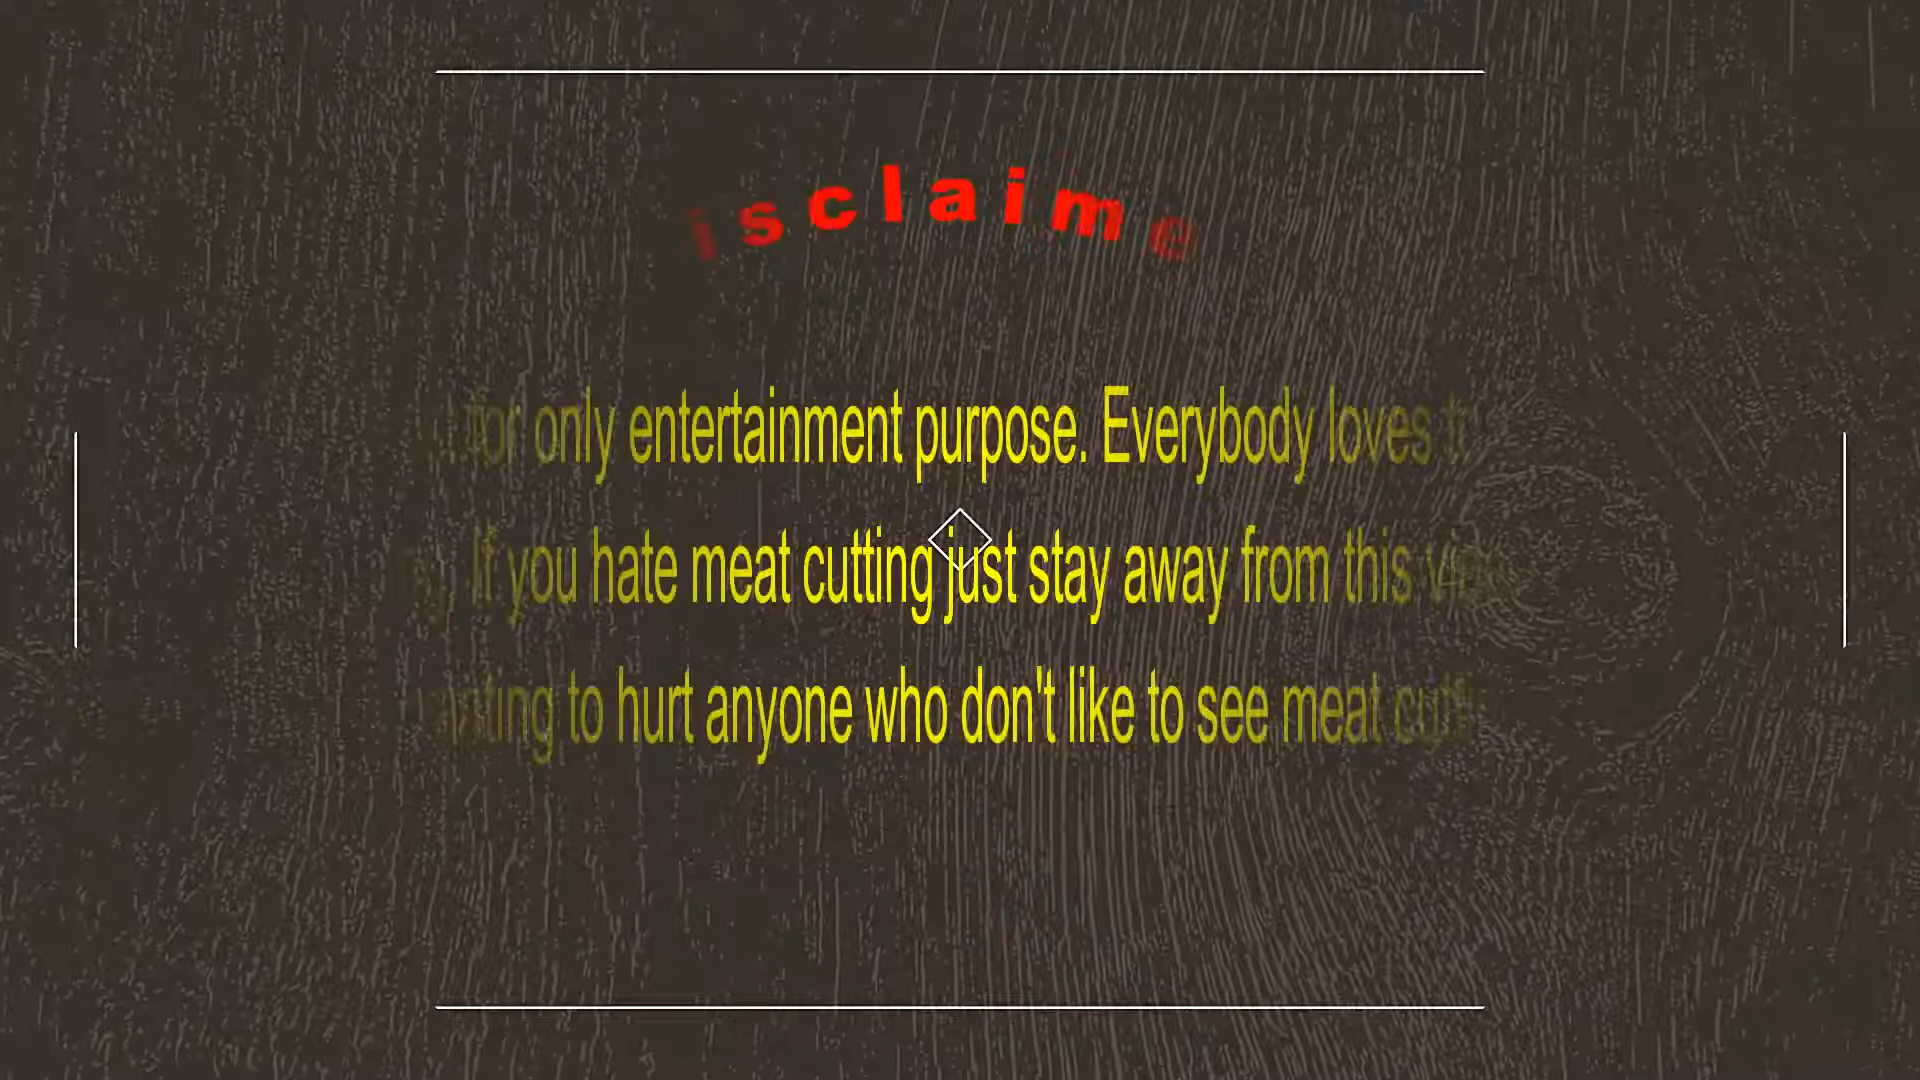 isclaime
for only entertainment purpose. Everybody loves
If you hate meat cutting just stay away from this
to hurt anyone who don't like to see meat